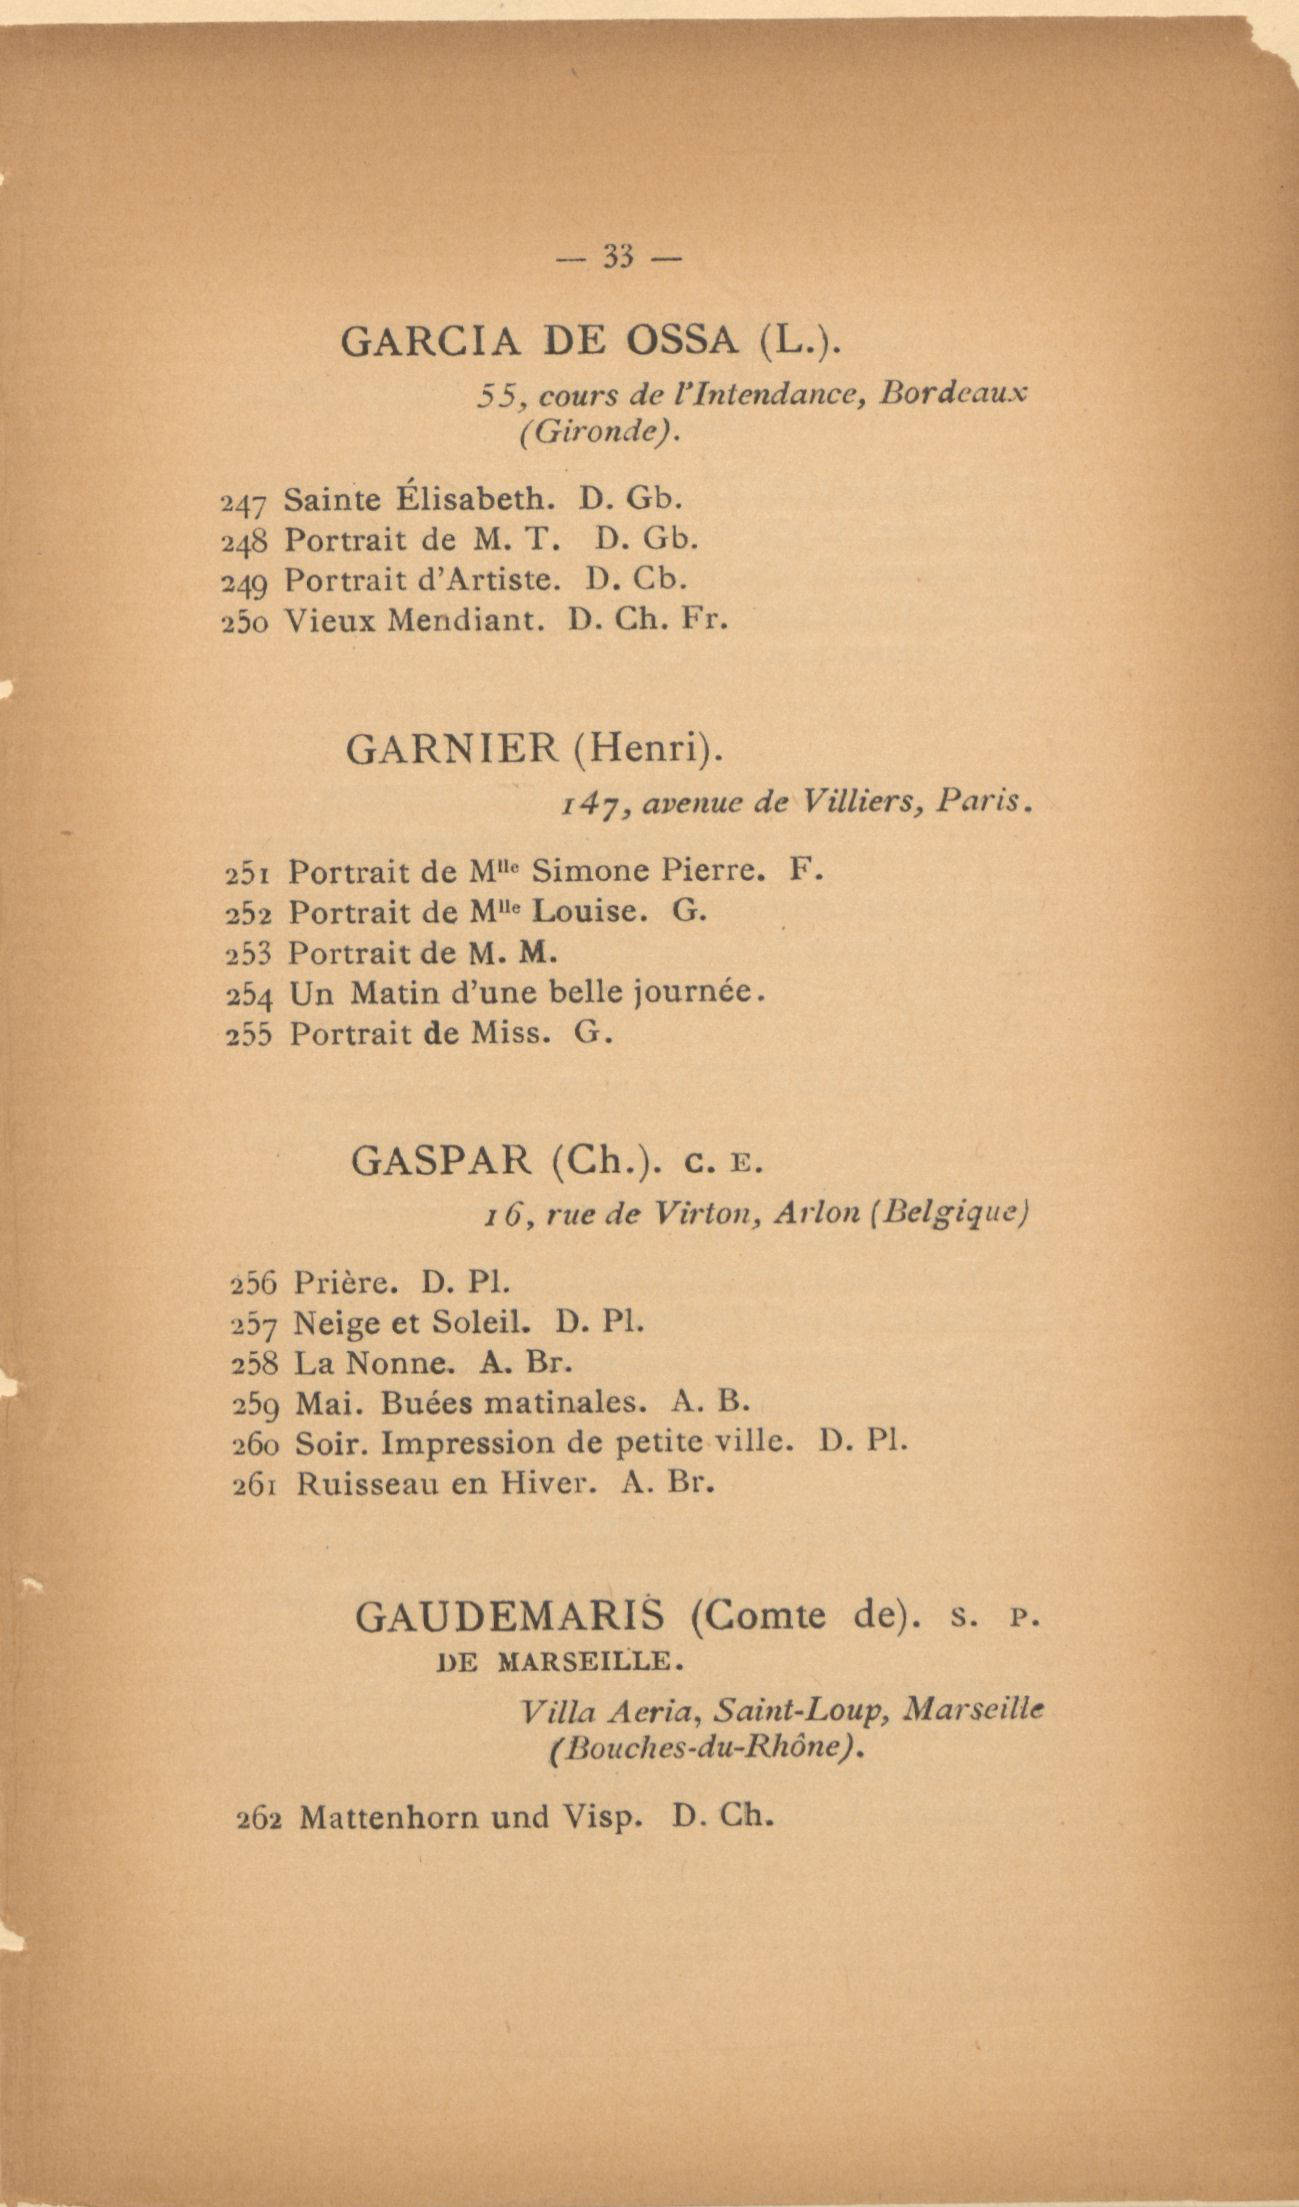 — 33 —
GARCIA DE OSSA (L.).
55, cours de l'Intendance, Bordeaux
(Gironde).
247 Sainte Élisabeth. D. Gb.
248 Portrait de M. T. D. Gb.
249 Portrait d'Artiste. D. Cb.
250 Vieux Mendiant. D. Ch. Fr.
GARNIER (Henri).
147, avenue de Villiers, Paris.
251 Portrait de Mlle Simone Pierre. F.
252 Portrait de Mlle Louise. G.
253 Portrait de M. M.
254 Un Matin d'une belle journée.
255 Portrait de Miss. G.
GASPAR (Ch.). C. E.
16, rue de Virton, Arlon (Belgique)
256 Prière. D. Pl.
257 Neige et Soleil. D. Pl.
258 La Nonne. A. Br.
259 Mai. Buées matinales. A. B.
260 Soir. Impression de petite ville. D. Pl.
261 Ruisseau en Hiver. A. Br.
GAUDEMARIS (Comte de). S. P.
DE MARSEILLE.
Villa Aeria, Saint-Loup, Marseille
(Bouches-du-Rhône).
262 Mattenhorn und Visp. D. Ch.